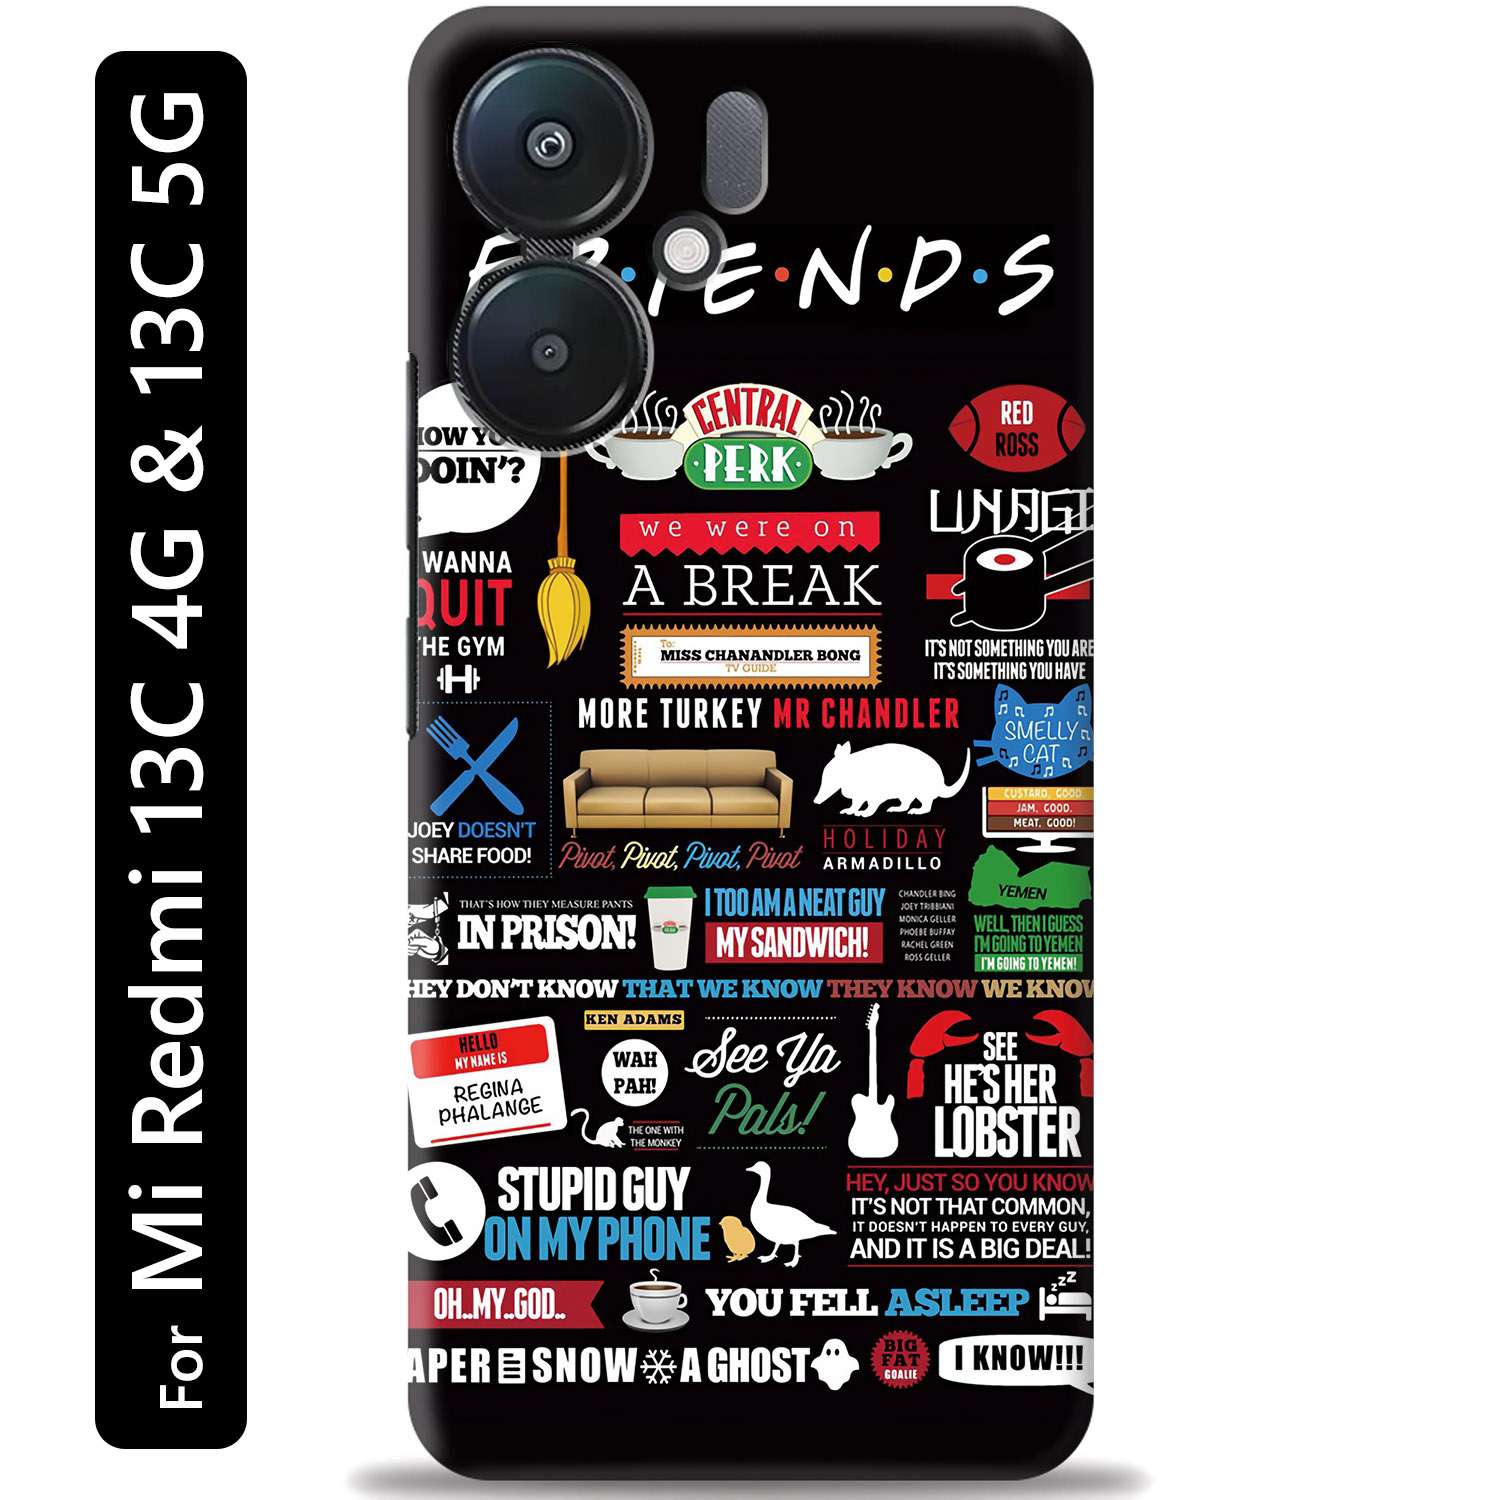 For Mi Redmi 13C 4G & 13C 5G
F•R•I•E•N•D•S
HOW YOU
DOIN'?
CENTRAL
•PERK•
RED
ROSS
UNAGI
IT'S NOT SOMETHING YOU ARE
IT'S SOMETHING YOU HAVE
we were on
A BREAK
WANNA
QUIT
THE GYM
To:
MISS CHANANDLER BONG
TV GUIDE
MORE TURKEY MR CHANDLER
SMELLY
CAT
JOEY DOESN'T
SHARE FOOD!
Pivot, Pivot, Pivot, Pivot
HOLIDAY
ARMADILLO
CUSTARD, GOOD.
JAM, GOOD.
MEAT, GOOD!
THAT'S HOW THEY MEASURE PANTS
IN PRISON!
I TOO AM A NEAT GUY
MY SANDWICH!
CHANDLER BING
JOEY TRIBBIANI
MONICA GELLER
PHOEBE BUFFAY
RACHEL GREEN
ROSS GELLER
YEMEN
WELL, THEN I GUESS
I'M GOING TO YEMEN
I'M GOING TO YEMEN!
HEY DON'T KNOW THAT WE KNOW THEY KNOW WE KNOW
HELLO
MY NAME IS
REGINA
PHALANGE
KEN ADAMS
WAH
PAH!
THE ONE WITH
THE MONKEY
See Ya
Pals!
SEE
HE'S HER
LOBSTER
STUPID GUY
ON MY PHONE
HEY, JUST SO YOU KNOW
IT'S NOT THAT COMMON,
IT DOESN'T HAPPEN TO EVERY GUY,
AND IT IS A BIG DEAL!
OH..MY..GOD..
YOU FELL ASLEEP
zzz
APER SNOW A GHOST
BIG
FAT
GOALIE
I KNOW!!!